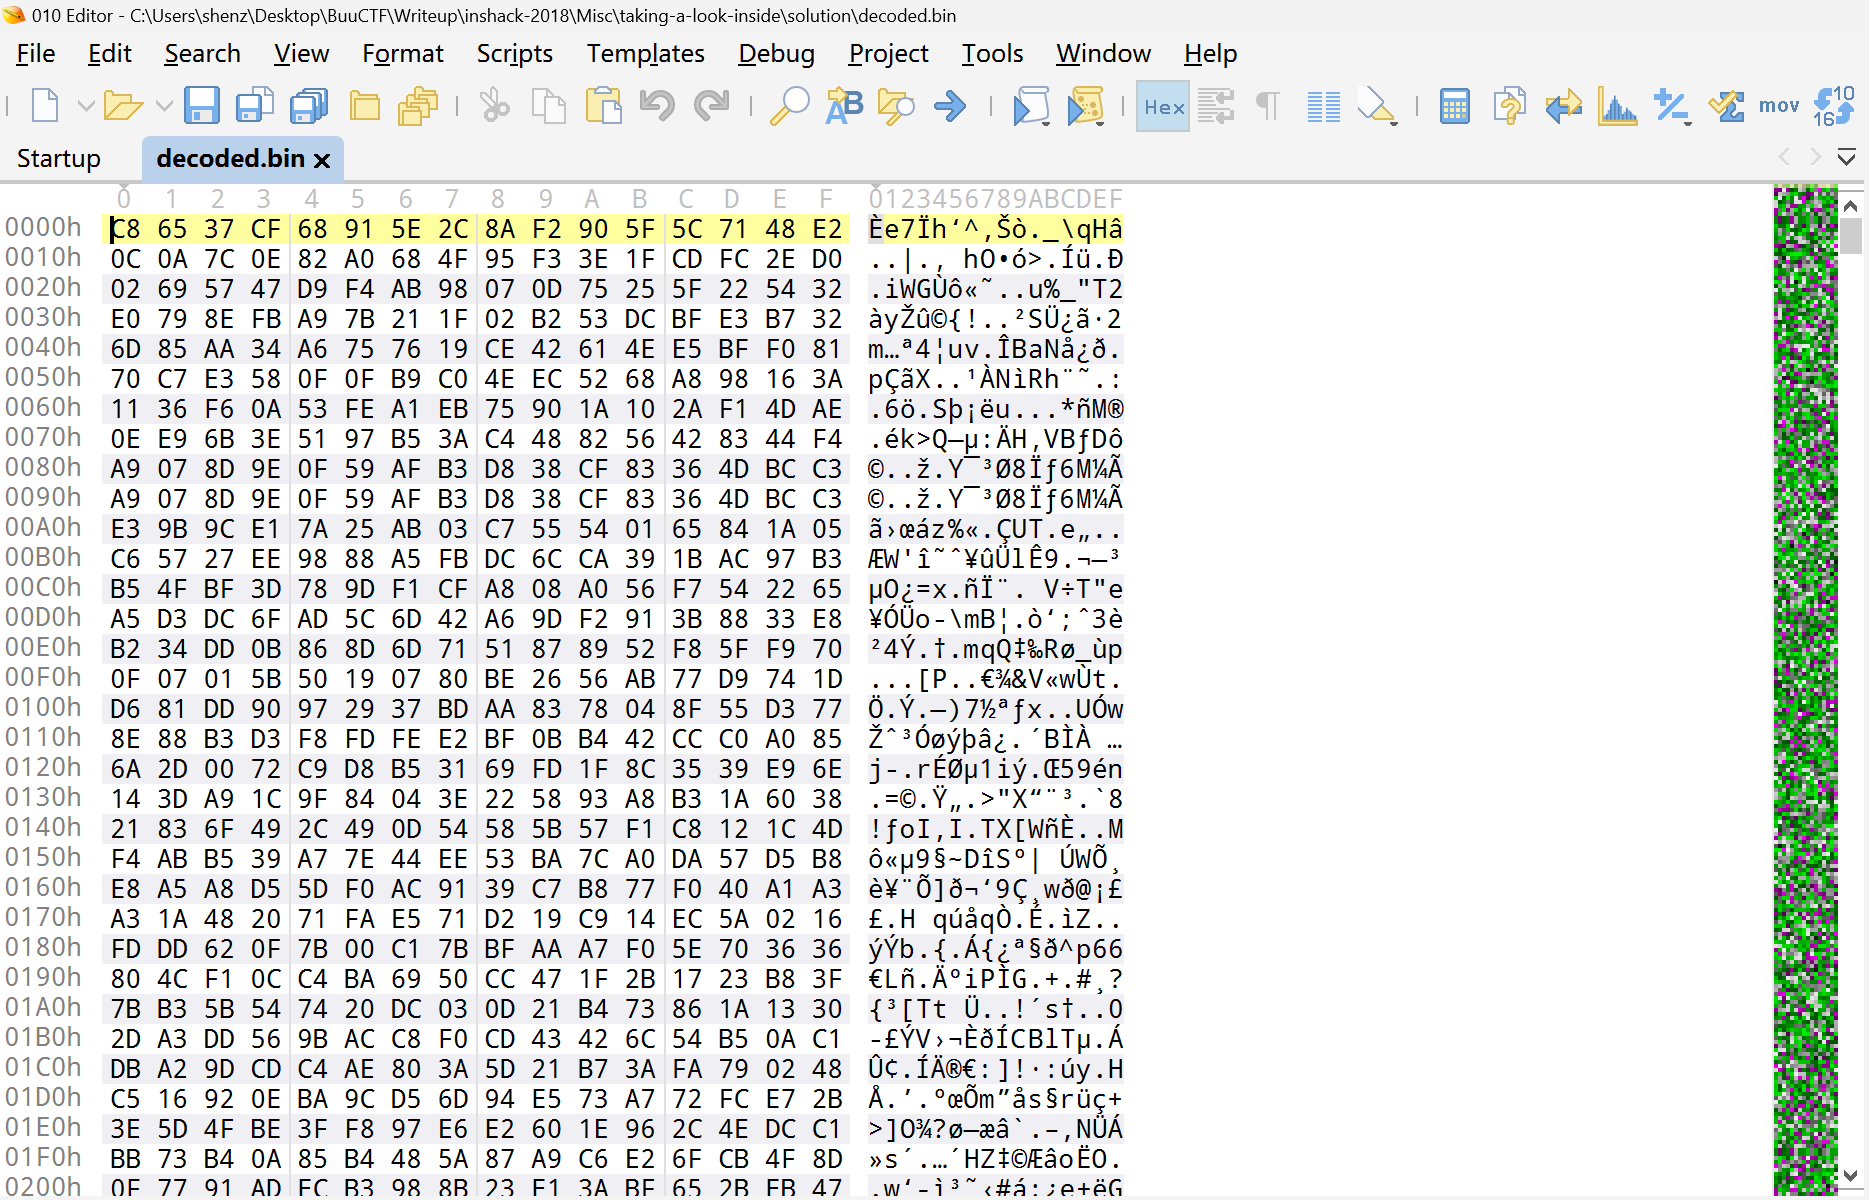 010 Editor - C:\Users\shenz\Desktop\BuuCTF\Writeup\inshack-2018\Misc\taking-a-look-inside\solution\decoded.bin
File Edit Search View Format Scripts Templates Debug Project Tools Window Help
Hex mov 10 16
Startup decoded.bin x
0 1 2 3 4 5 6 7 8 9 A B C D E F 0123456789ABCDEF
0000h C8 65 37 CF 68 91 5E 2C 8A F2 90 5F 5C 71 48 E2 Èe7Ïh‘^,Šò._\qHâ
0010h 0C 0A 7C 0E 82 A0 68 4F 95 F3 3E 1F CD FC 2E D0 ..|.‚ hO•ó>.Íü.Ð
0020h 02 69 57 47 D9 F4 AB 98 07 0D 75 25 5F 22 54 32 .iWGÙô«˜..u%_"T2
0030h E0 79 8E FB A9 7B 21 1F 02 B2 53 DC BF E3 B7 32 àyŽû©{!..²SÜ¿ã·2
0040h 6D 85 AA 34 A6 75 76 19 CE 42 61 4E E5 BF F0 81 m…ª4¦uv.ÎBaNå¿ð.
0050h 70 C7 E3 58 0F 0F B9 C0 4E EC 52 68 A8 98 16 3A pÇãX..¹ÀNìRh¨˜.:
0060h 11 36 F6 0A 53 FE A1 EB 75 90 1A 10 2A F1 4D AE .6ö.Sþ¡ëu...*ñM®
0070h 0E E9 6B 3E 51 97 B5 3A C4 48 82 56 42 83 44 F4 .ék>Q—µ:ÄH‚VBƒDô
0080h A9 07 8D 9E 0F 59 AF B3 D8 38 CF 83 36 4D BC C3 ©..ž.Y¯³Ø8Ïƒ6M¼Ã
0090h A9 07 8D 9E 0F 59 AF B3 D8 38 CF 83 36 4D BC C3 ©..ž.Y¯³Ø8Ïƒ6M¼Ã
00A0h E3 9B 9C E1 7A 25 AB 03 C7 55 54 01 65 84 1A 05 ã›œáz%«.ÇUT.e„..
00B0h C6 57 27 EE 98 88 A5 FB DC 6C CA 39 1B AC 97 B3 ÆW'î˜ˆ¥ûÜlÊ9.¬—³
00C0h B5 4F BF 3D 78 9D F1 CF A8 08 A0 56 F7 54 22 65 µO¿=x.ñÏ¨. V÷T"e
00D0h A5 D3 DC 6F AD 5C 6D 42 A6 9D F2 91 3B 88 33 E8 ¥ÓÜo-\mB¦.ò‘;ˆ3è
00E0h B2 34 DD 0B 86 8D 6D 71 51 87 89 52 F8 5F F9 70 ²4Ý.†.mqQ‡‰Rø_ùp
00F0h 0F 07 01 5B 50 19 07 80 BE 26 56 AB 77 D9 74 1D ...[P..€¾&V«wÙt.
0100h D6 81 DD 90 97 29 37 BD AA 83 78 04 8F 55 D3 77 Ö.Ý.—)7½ªƒx..UÓw
0110h 8E 88 B3 D3 F8 FD FE E2 BF 0B B4 42 CC C0 A0 85 Žˆ³Óøýþâ¿.´BÌÀ …
0120h 6A 2D 00 72 C9 D8 B5 31 69 FD 1F 8C 35 39 E9 6E j-.rÉØµ1iý.Œ59én
0130h 14 3D A9 1C 9F 84 04 3E 22 58 93 A8 B3 1A 60 38 .=©.Ÿ„.>"X“¨³.`8
0140h 21 83 6F 49 2C 49 0D 54 58 5B 57 F1 C8 12 1C 4D !ƒoI,I.TX[WñÈ..M
0150h F4 AB B5 39 A7 7E 44 EE 53 BA 7C A0 DA 57 D5 B8 ô«µ9§~DîSº| ÚWÕ¸
0160h E8 A5 A8 D5 5D F0 AC 91 39 C7 B8 77 F0 40 A1 A3 è¥¨Õ]ð¬‘9Ç¸wð@¡£
0170h A3 1A 48 20 71 FA E5 71 D2 19 C9 14 EC 5A 02 16 £.H qúåqÒ.É.ìZ..
0180h FD DD 62 0F 7B 00 C1 7B BF AA A7 F0 5E 70 36 36 ýÝb.{.Á{¿ª§ð^p66
0190h 80 4C F1 0C C4 BA 69 50 CC 47 1F 2B 17 23 B8 3F €Lñ.ÄºiPÌG.+.#¸?
01A0h 7B B3 5B 54 74 20 DC 03 0D 21 B4 73 86 1A 13 30 {³[Tt Ü..!´s†..0
01B0h 2D A3 DD 56 9B AC C8 F0 CD 43 42 6C 54 B5 0A C1 -£ÝV›¬ÈðÍCBlTµ.Á
01C0h DB A2 9D CD C4 AE 80 3A 5D 21 B7 3A FA 79 02 48 Û¢.ÍÄ®€:]!·:úy.H
01D0h C5 16 92 0E BA 9C D5 6D 94 E5 73 A7 72 FC E7 2B Å.’.ºœÕm”ås§rüç+
01E0h 3E 5D 4F BE 3F F8 97 E6 E2 60 1E 96 2C 4E DC C1 >]O¾?ø—æâ`.–,NÜÁ
01F0h BB 73 B4 0A 85 B4 48 5A 87 A9 C6 E2 6F CB 4F 8D »s´.…´HZ‡©ÆâoËO.
0200h 0F 77 91 AD EC B3 98 8B 23 E1 3A BF 65 2B EB 47 .w‘-ì³˜‹#á:¿e+ëG